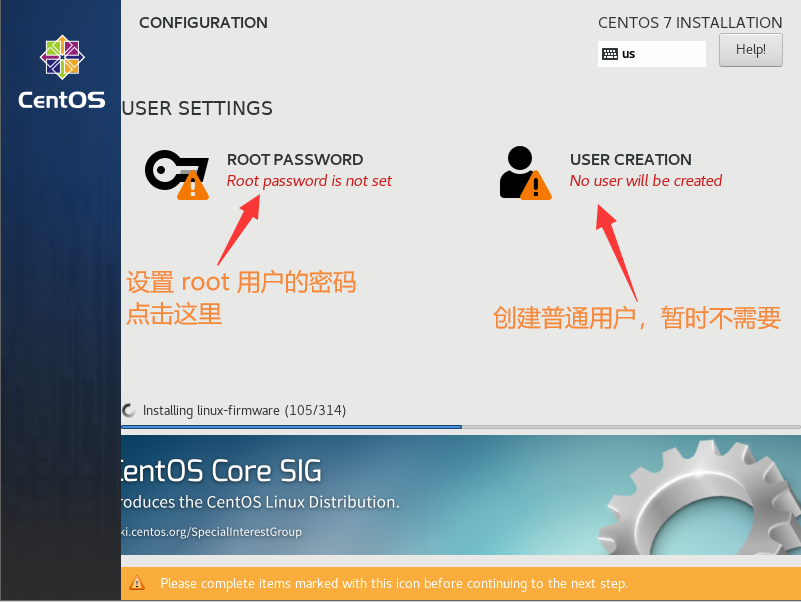 CONFIGURATION
CENTOS 7 INSTALLATION
us
Help!
CentOS
USER SETTINGS
ROOT PASSWORD
Root password is not set
USER CREATION
No user will be created
设置 root 用户的密码
点击这里
创建普通用户，暂时不需要
Installing linux-firmware (105/314)
CentOS Core SIG
roduces the CentOS Linux Distribution.
ki.centos.org/SpecialInterestGroup
Please complete items marked with this icon before continuing to the next step.